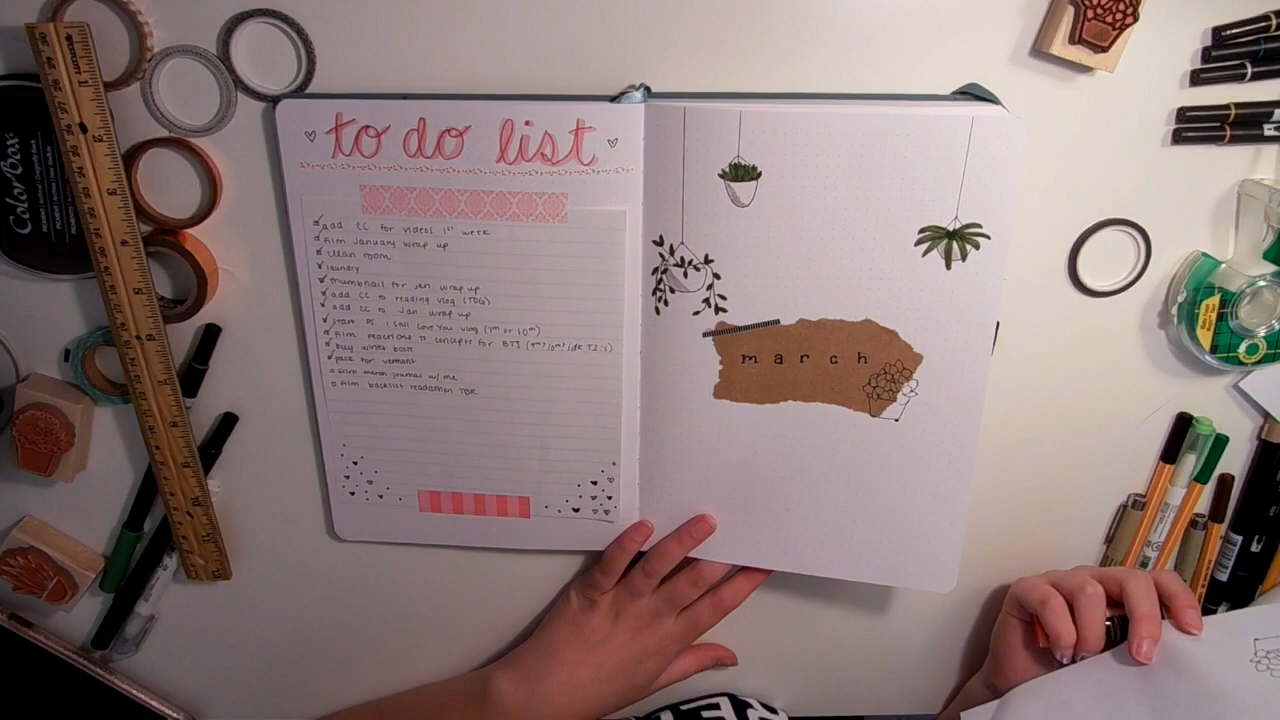 to do list
add CC for videos 1st week
film January wrap up
clean room
laundry
thumbnail for jan wrap up
add CC to reading vlog (TOG)
add CC to Jan wrap up
start PS I Still Love You vlog (7th or 10th)
film reactions to concepts for BTS
buy winter boots
pack for vermont
film march journal w/ me
film backlist readathon TBR
march
ColorBox